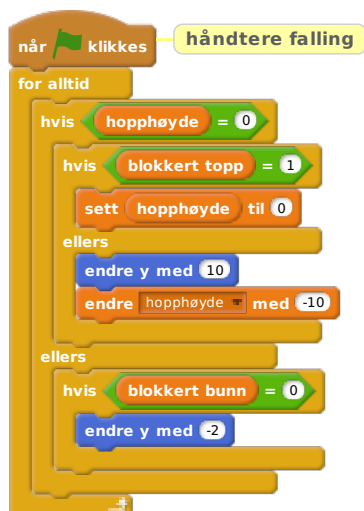 når klikkes håndtere falling
for alltid
hvis hopphøyde = 0
hvis blokkert topp = 1
sett hopphøyde til 0
ellers
endre y med 10
endre hopphøyde med -10
ellers
hvis blokkert bunn = 0
endre y med -2